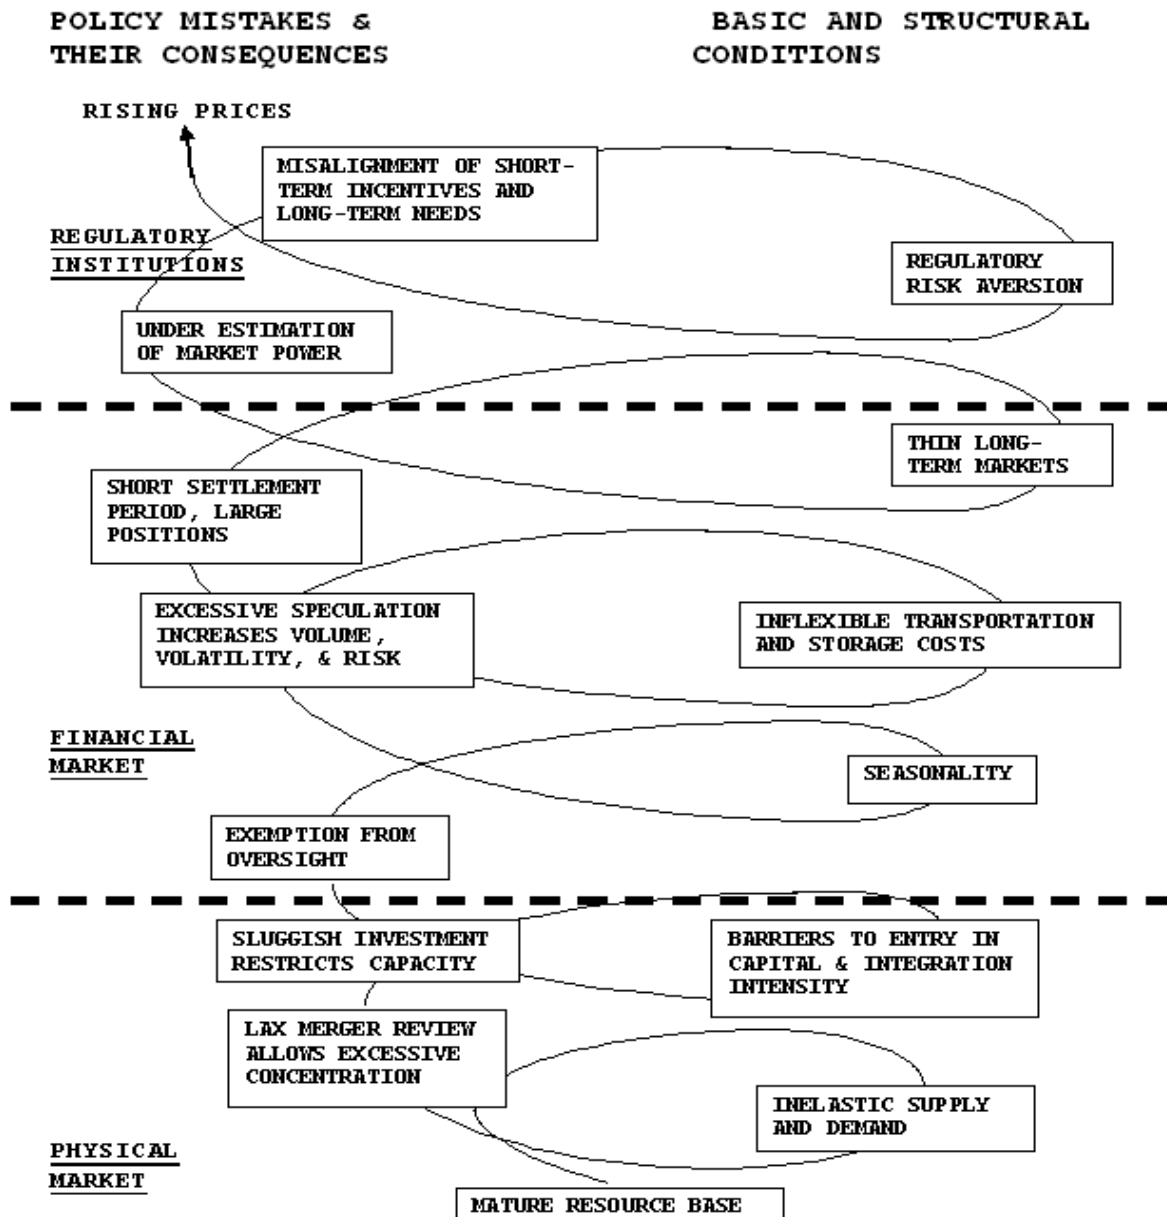 POLICY MISTAKES &
THEIR CONSEQUENCES
BASIC AND STRUCTURAL
CONDITIONS
RISING PRICES
MISALIGNMENT OF SHORT-
TERM INCENTIVES AND
LONG-TERM NEEDS
REGULATORY
INSTITUTIONS
REGULATORY
RISK AVERSION
UNDER ESTIMATION
OF MARKET POWER
THIN LONG-
TERM MARKETS
SHORT SETTLEMENT
PERIOD, LARGE
POSITIONS
EXCESSIVE SPECULATION
INCREASES VOLUME,
VOLATILITY, & RISK
INFLEXIBLE TRANSPORTATION
AND STORAGE COSTS
FINANCIAL
MARKET
SEASONALITY
EXEMPTION FROM
OVERSIGHT
SLUGGISH INVESTMENT
RESTRICTS CAPACITY
BARRIERS TO ENTRY IN
CAPITAL & INTEGRATION
INTENSITY
LAX MERGER REVIEW
ALLOWS EXCESSIVE
CONCENTRATION
INELASTIC SUPPLY
AND DEMAND
PHYSICAL
MARKET
MATURE RESOURCE BASE